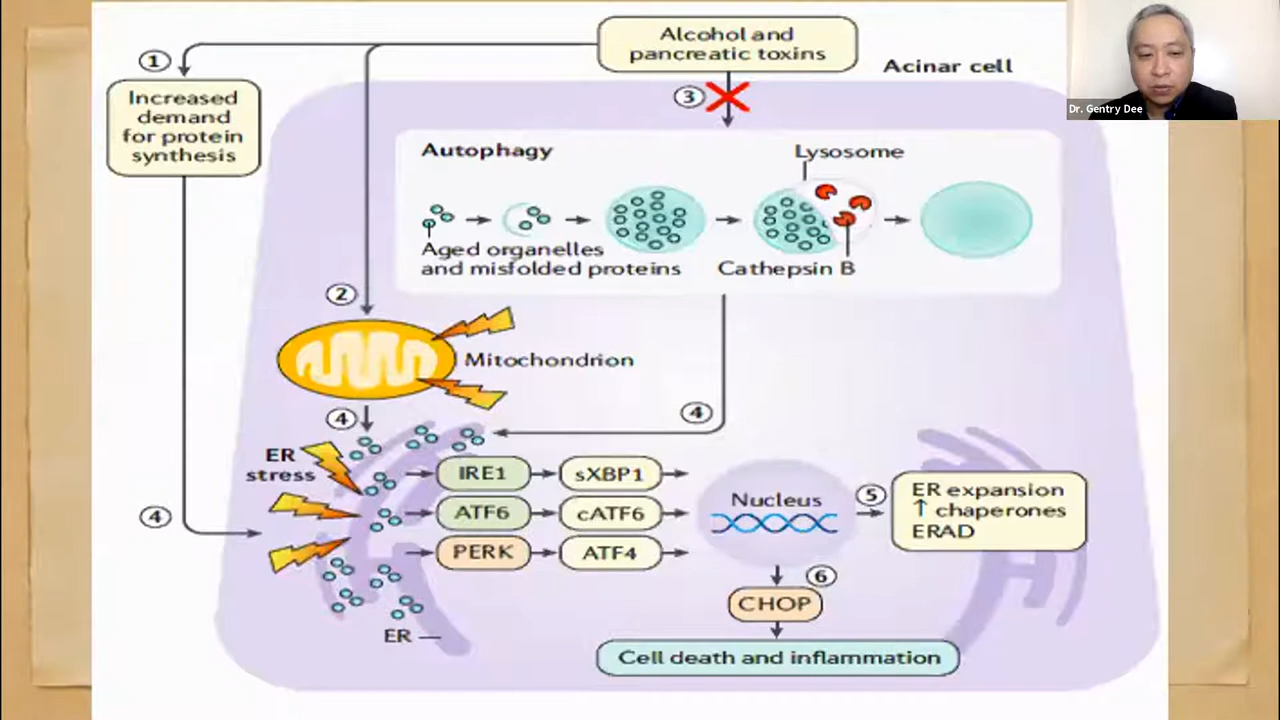 Alcohol and
pancreatic toxins
Acinar cell
Dr. Gentry Dee
1
Increased
demand
for protein
synthesis
3
Autophagy
Lysosome
Aged organelles
and misfolded proteins
Cathepsin B
2
Mitochondrion
4
4
ER
stress
IRE1
sXBP1
ATF6
cATF6
PERK
ATF4
4
Nucleus
5
ER expansion
↑ chaperones
ERAD
6
CHOP
ER
Cell death and inflammation